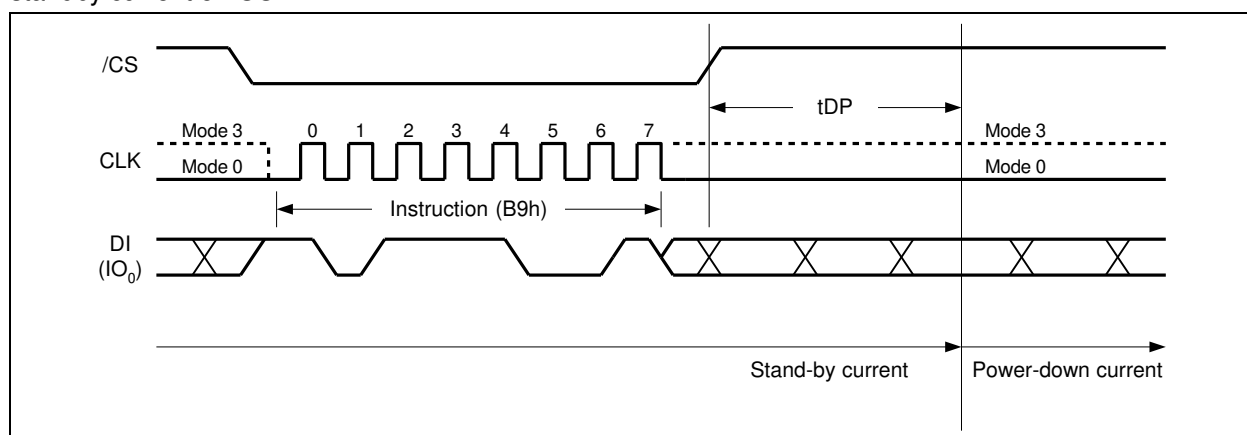 /CS
tDP
Mode 3 0 1 2 3 4 5 6 7 Mode 3
CLK
Mode 0 Mode 0
Instruction (B9h)
DI
(IO0)
Stand-by current Power-down current